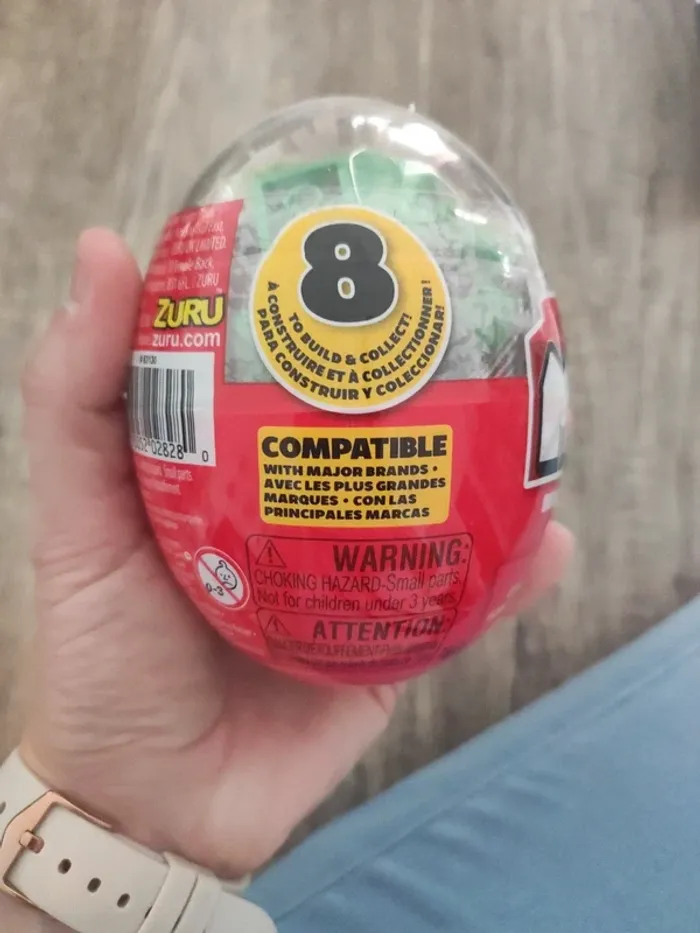 8
TO BUILD & COLLECT!
À CONSTRUIRE ET À COLLECTIONNER!
PARA CONSTRUIR Y COLECCIONAR!
ZURU
zuru.com
02828 0
COMPATIBLE
WITH MAJOR BRANDS •
AVEC LES PLUS GRANDES
MARQUES • CON LAS
PRINCIPALES MARCAS
0-3
WARNING:
CHOKING HAZARD-Small parts.
Not for children under 3 years.
ATTENTION: